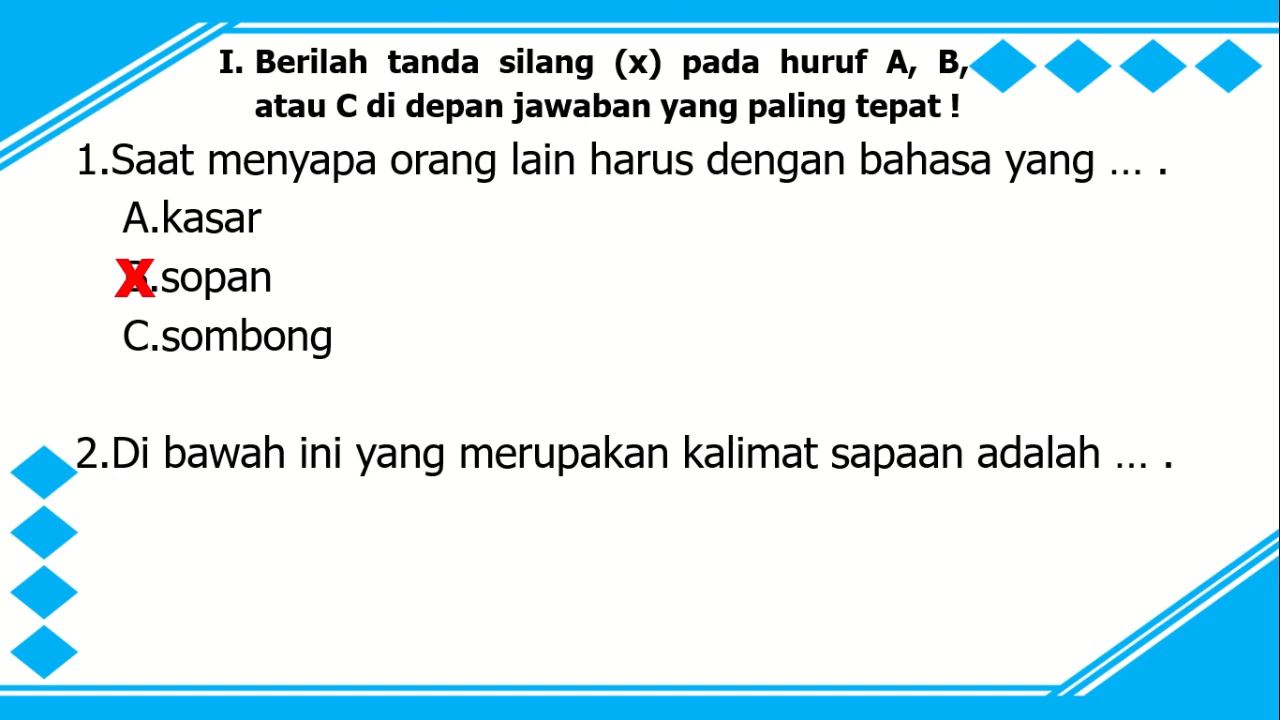 I. Berilah tanda silang (x) pada huruf A, B,
atau C di depan jawaban yang paling tepat !
1.Saat menyapa orang lain harus dengan bahasa yang ... .
A.kasar
X.sopan
C.sombong
2.Di bawah ini yang merupakan kalimat sapaan adalah ... .